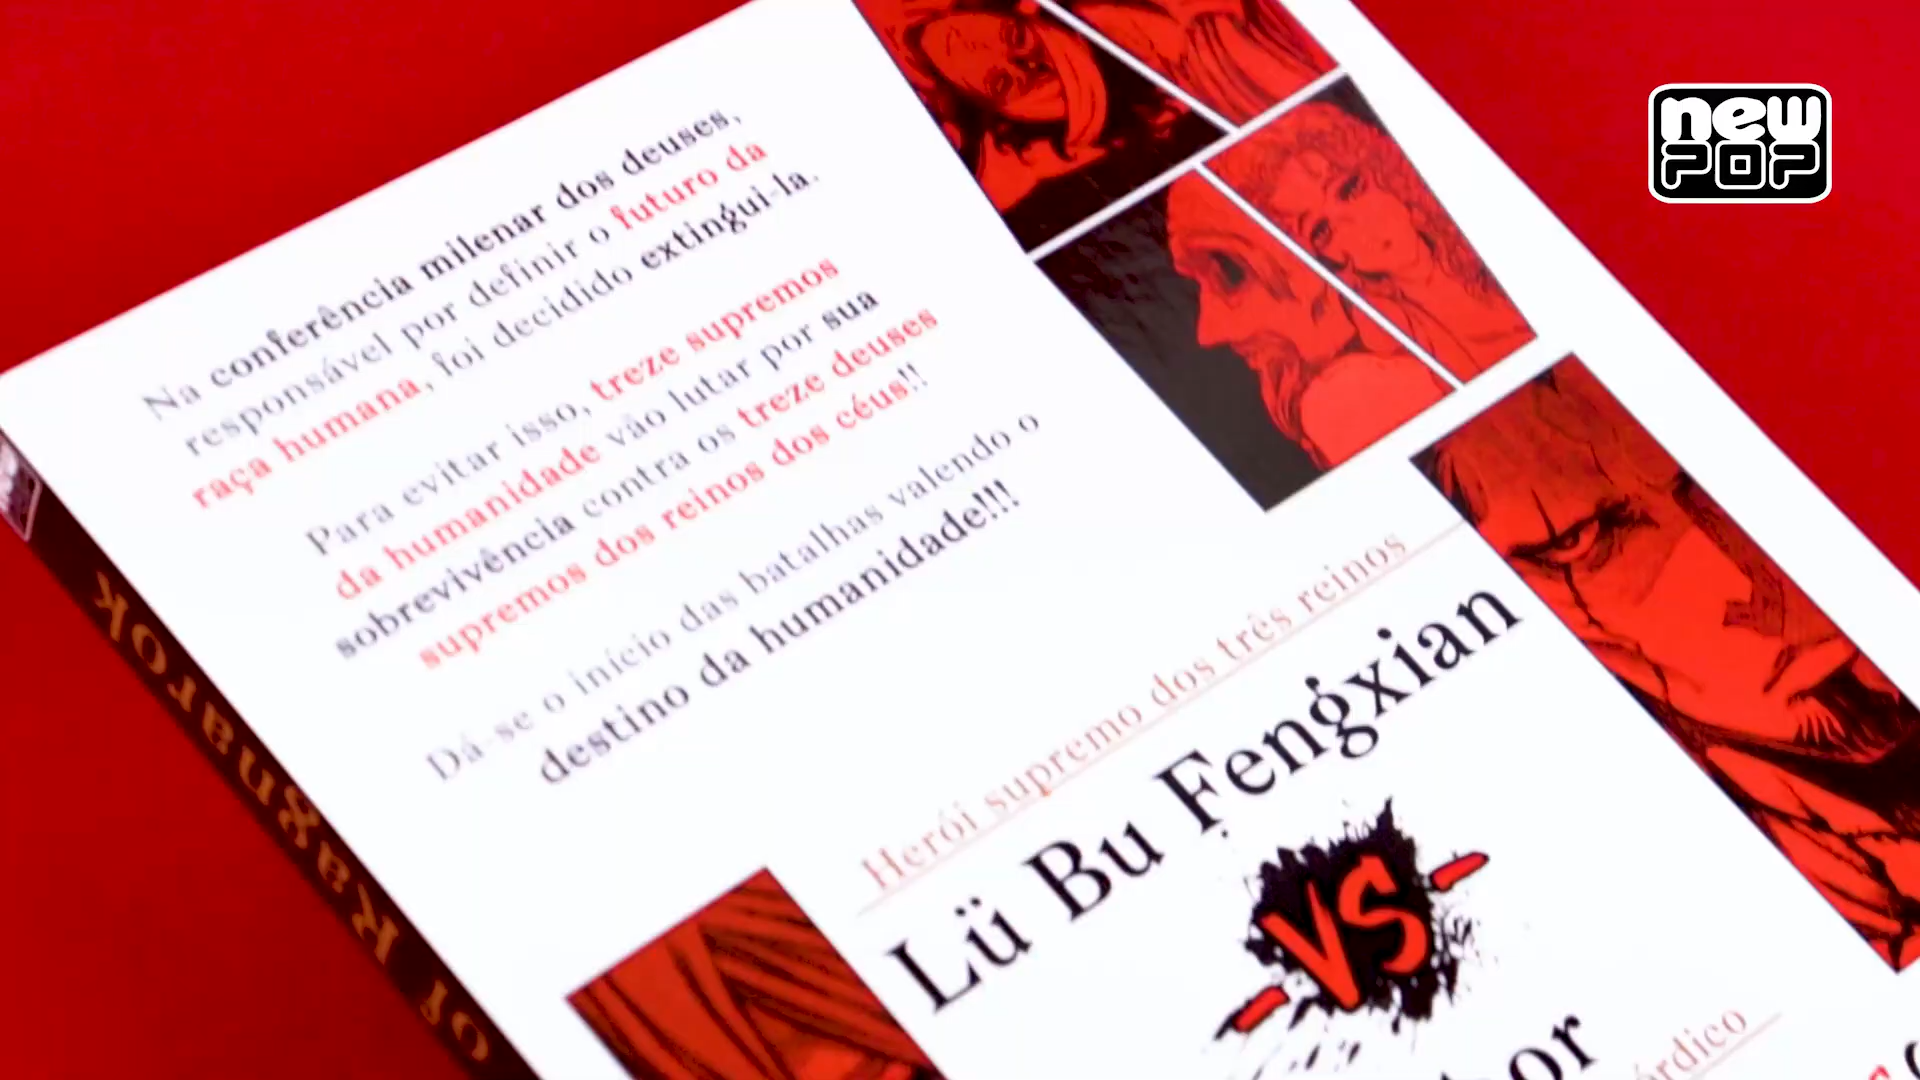 new
POP
Na conferência milenar dos deuses,
responsável por definir o futuro da
raça humana, foi decidido extingui-la.
Para evitar isso, treze supremos
da humanidade vão lutar por sua
sobrevivência contra os treze deuses
supremos dos reinos dos céus!!
Dá-se o início das batalhas valendo o
destino da humanidade!!!
Herói supremo dos três reinos
Lü Bu Fengxian
VS
of Ragnarok